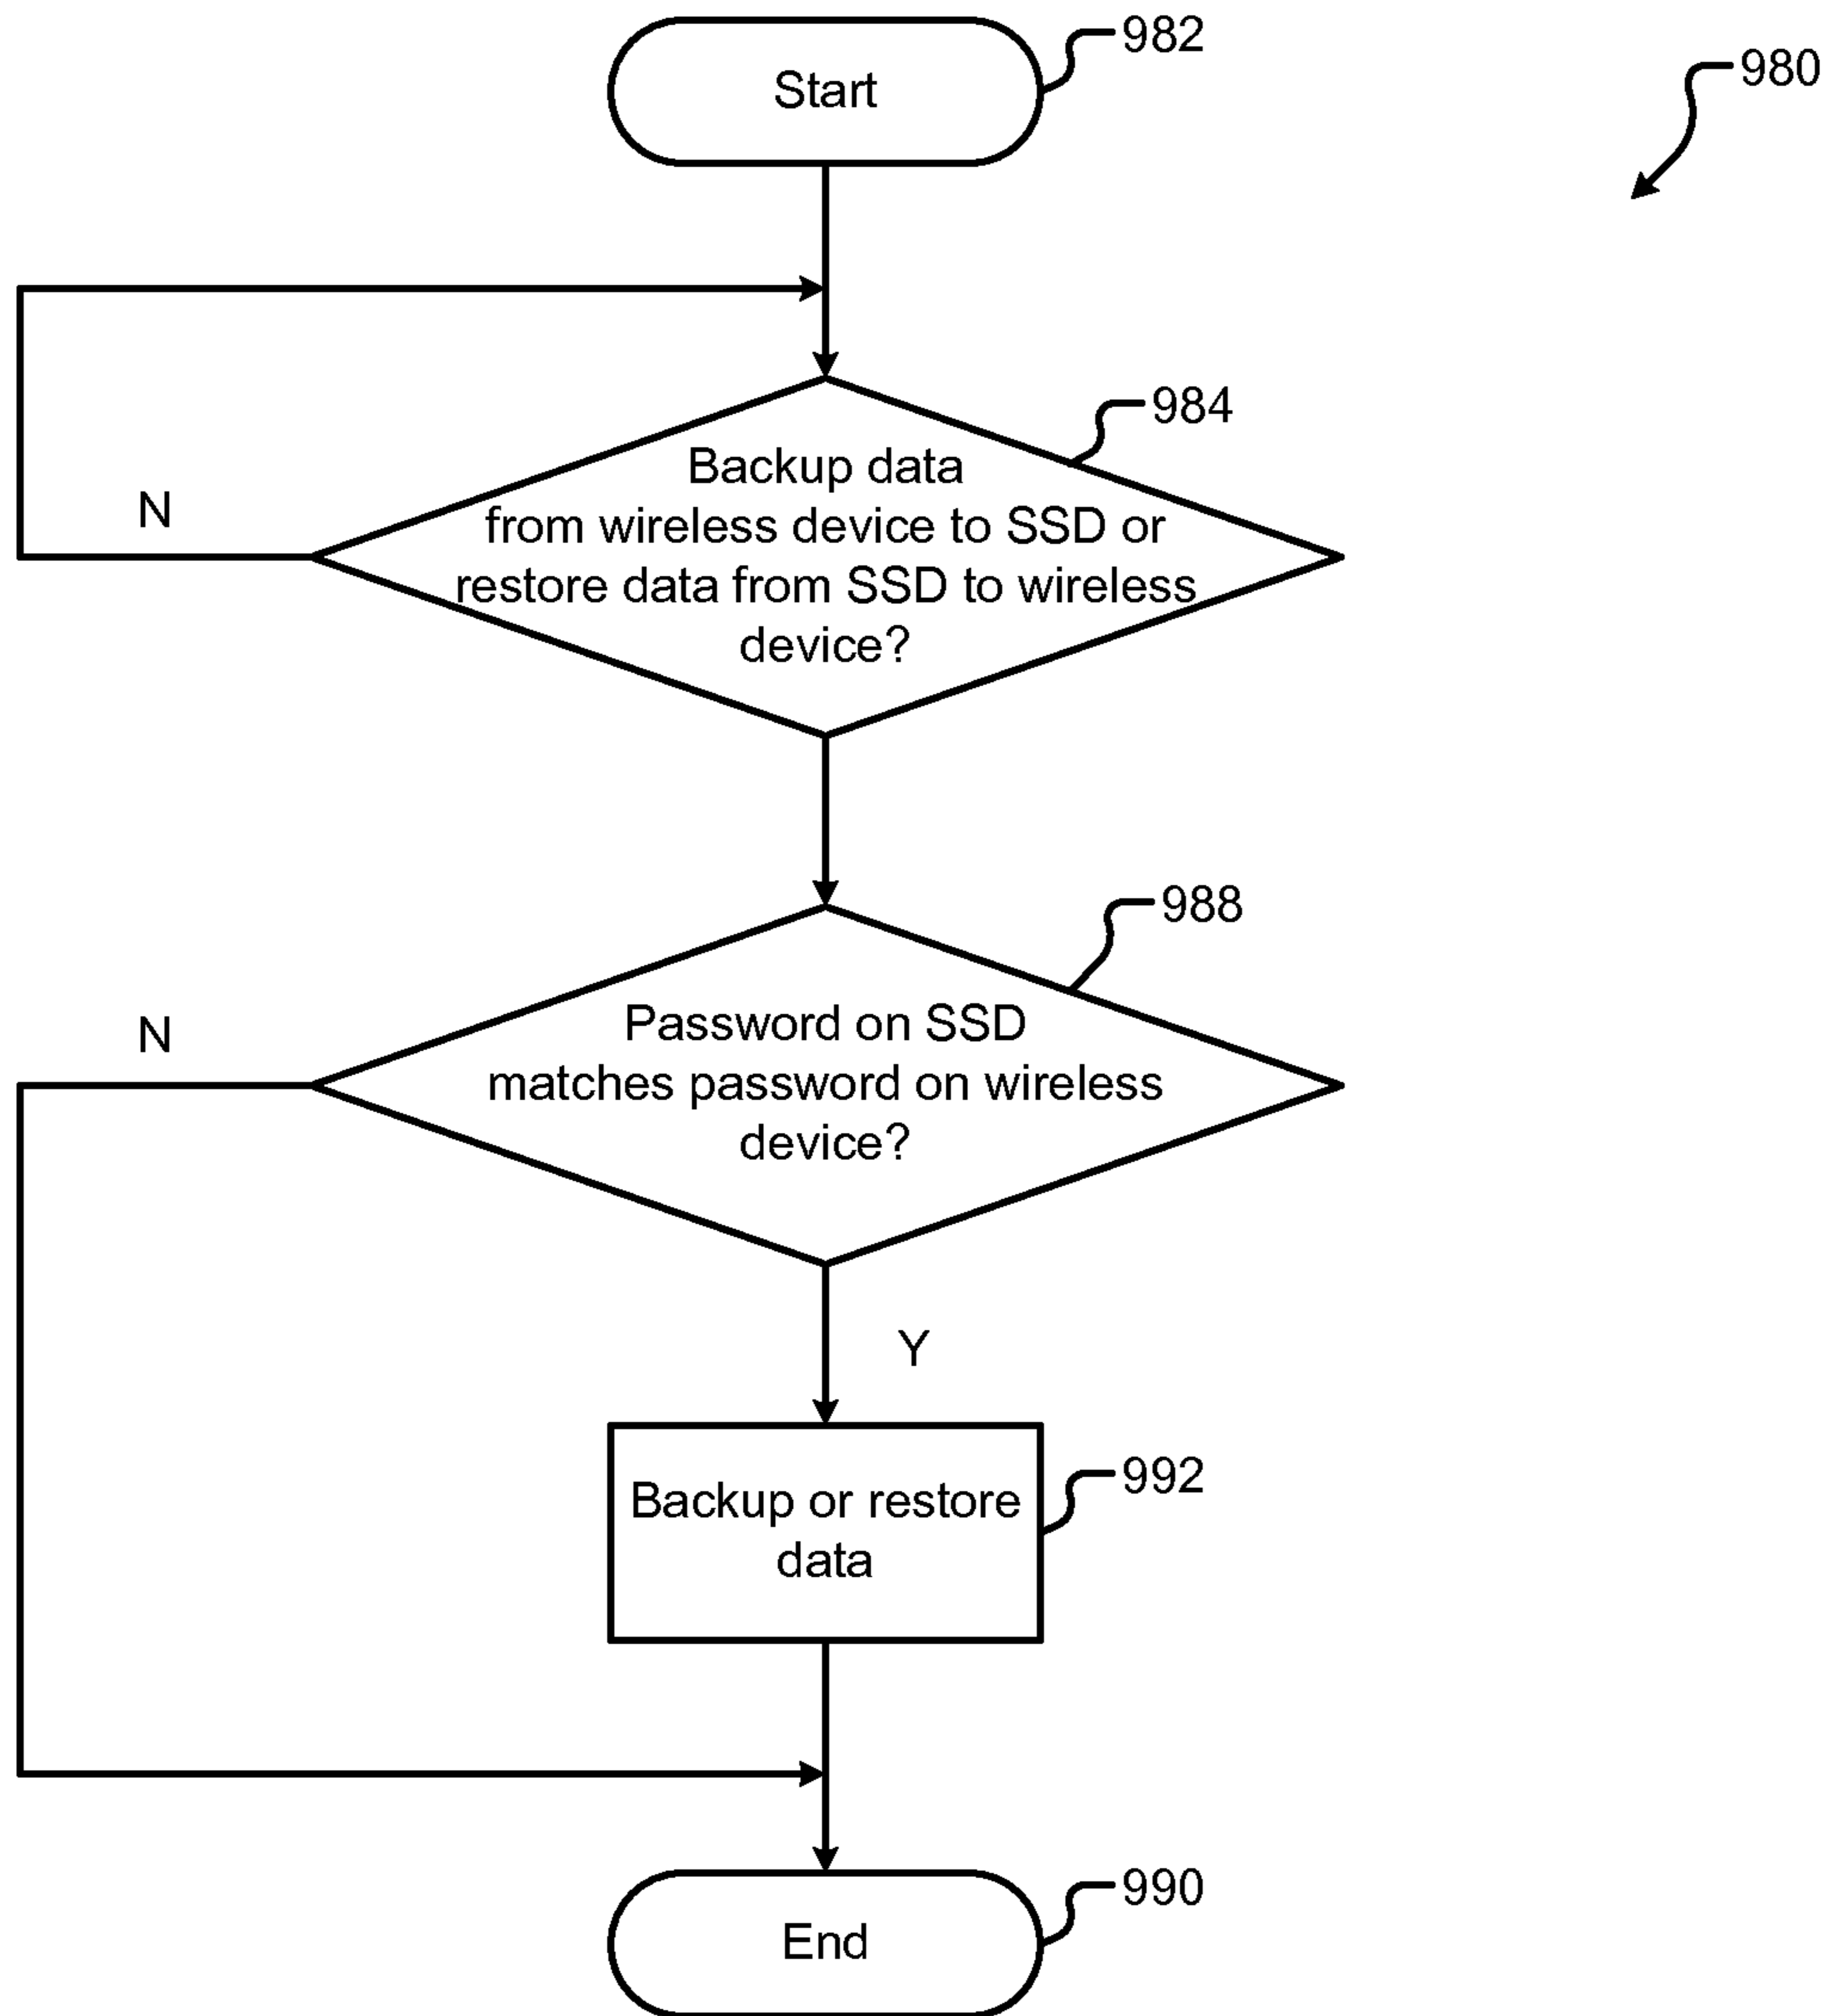 982
Start
980
984
Backup data
from wireless device to SSD or
restore data from SSD to wireless
device?
N
988
Password on SSD
matches password on wireless
device?
N
Y
992
Backup or restore
data
990
End